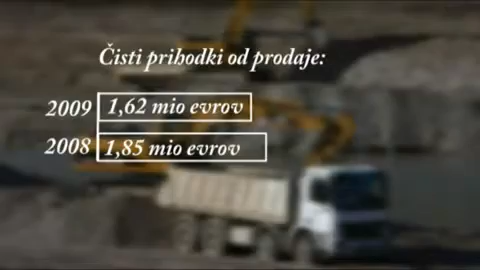 Čisti prihodki od prodaje:
2009 1,62 mio evrov
2008 1,85 mio evrov